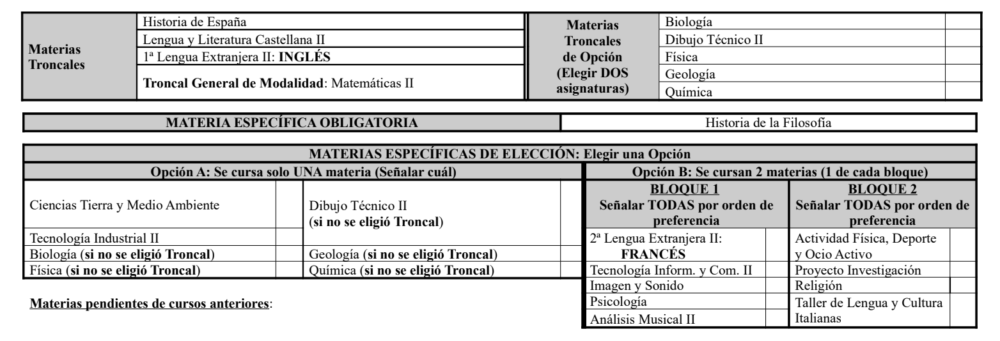 Materias
Troncales
Historia de España
Lengua y Literatura Castellana II
1ª Lengua Extranjera II: INGLÉS
Troncal General de Modalidad: Matemáticas II
Materias
Troncales
de Opción
(Elegir DOS
asignaturas)
Biología
Dibujo Técnico II
Física
Geología
Química
MATERIA ESPECÍFICA OBLIGATORIA
Historia de la Filosofía
MATERIAS ESPECÍFICAS DE ELECCIÓN: Elegir una Opción
Opción A: Se cursa solo UNA materia (Señalar cuál)
Ciencias Tierra y Medio Ambiente
Dibujo Técnico II
(si no se eligió Troncal)
Tecnología Industrial II
Biología (si no se eligió Troncal)
Geología (si no se eligió Troncal)
Física (si no se eligió Troncal)
Química (si no se eligió Troncal)
Opción B: Se cursan 2 materias (1 de cada bloque)
BLOQUE 1
Señalar TODAS por orden de
preferencia
2ª Lengua Extranjera II:
FRANCÉS
Tecnología Inform. y Com. II
Imagen y Sonido
Psicología
Análisis Musical II
BLOQUE 2
Señalar TODAS por orden de
preferencia
Actividad Física, Deporte
y Ocio Activo
Proyecto Investigación
Religión
Taller de Lengua y Cultura
Italianas
Materias pendientes de cursos anteriores: